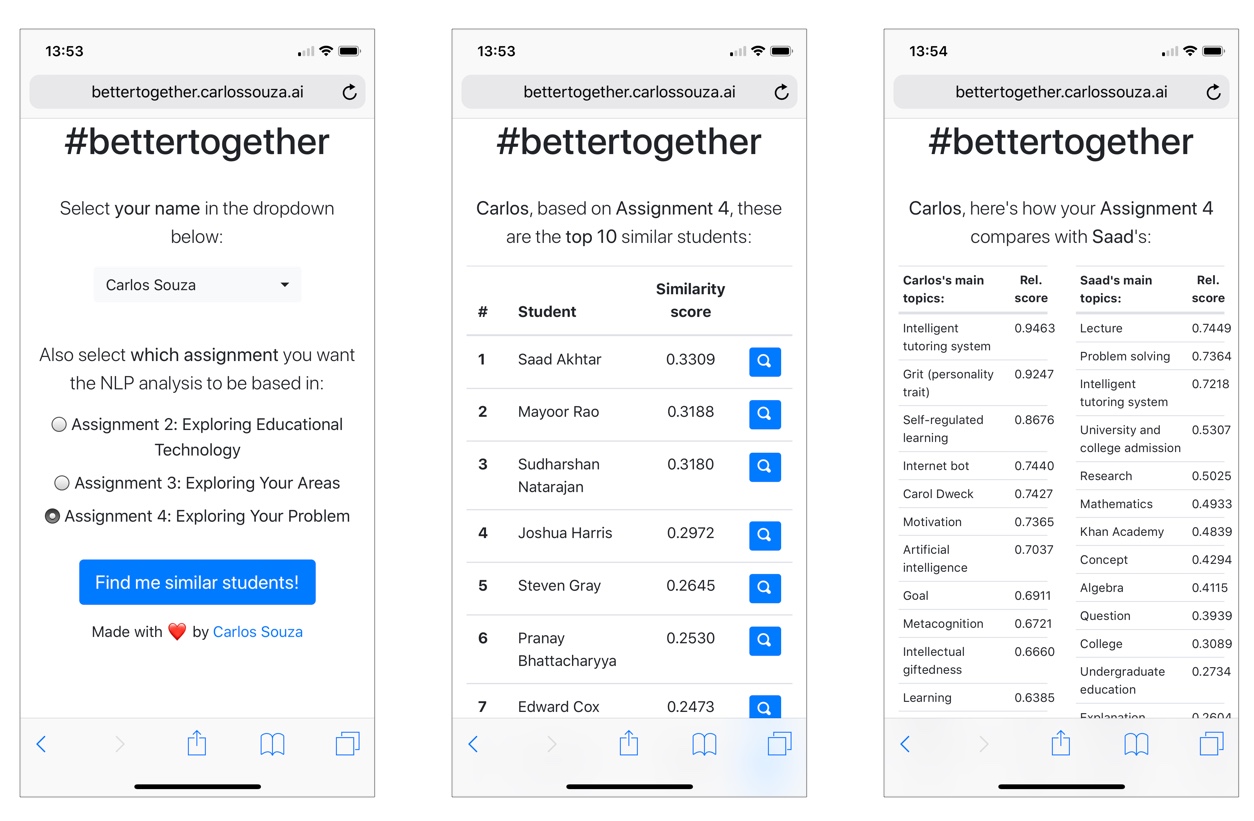 13:53
bettertogether.carlossouza.ai
#bettertogether
Select your name in the dropdown
below:
Carlos Souza
Also select which assignment you want
the NLP analysis to be based in:
Assignment 2: Exploring Educational
Technology
Assignment 3: Exploring Your Areas
Assignment 4: Exploring Your Problem
Find me similar students!
Made with ❤️ by Carlos Souza
13:53
bettertogether.carlossouza.ai
#bettertogether
Carlos, based on Assignment 4, these
are the top 10 similar students:
# Student Similarity score
1 Saad Akhtar 0.3309
2 Mayoor Rao 0.3188
3 Sudharshan Natarajan 0.3180
4 Joshua Harris 0.2972
5 Steven Gray 0.2645
6 Pranay Bhattacharyya 0.2530
7 Edward Cox 0.2473
13:54
bettertogether.carlossouza.ai
#bettertogether
Carlos, here's how your Assignment 4
compares with Saad's:
Carlos's main topics: Rel. score
Intelligent tutoring system 0.9463
Grit (personality trait) 0.9247
Self-regulated learning 0.8676
Internet bot 0.7440
Carol Dweck 0.7427
Motivation 0.7365
Artificial intelligence 0.7037
Goal 0.6911
Metacognition 0.6721
Intellectual giftedness 0.6660
Learning 0.6385
Saad's main topics: Rel. score
Lecture 0.7449
Problem solving 0.7364
Intelligent tutoring system 0.7218
University and college admission 0.5307
Research 0.5025
Mathematics 0.4933
Khan Academy 0.4839
Concept 0.4294
Algebra 0.4115
Question 0.3939
College 0.3089
Undergraduate education 0.2734
Explanation 0.2604